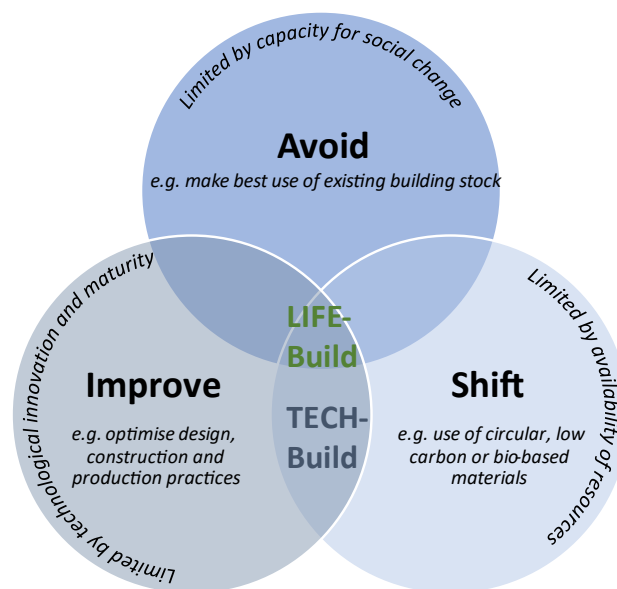 Limited by capacity for social change
Avoid
e.g. make best use of existing building stock
Limited by technological innovation and maturity
Improve
e.g. optimise design,
construction and
production practices
LIFE-
Build
TECH-
Build
Limited by availability of resources
Shift
e.g. use of circular, low
carbon or bio-based
materials